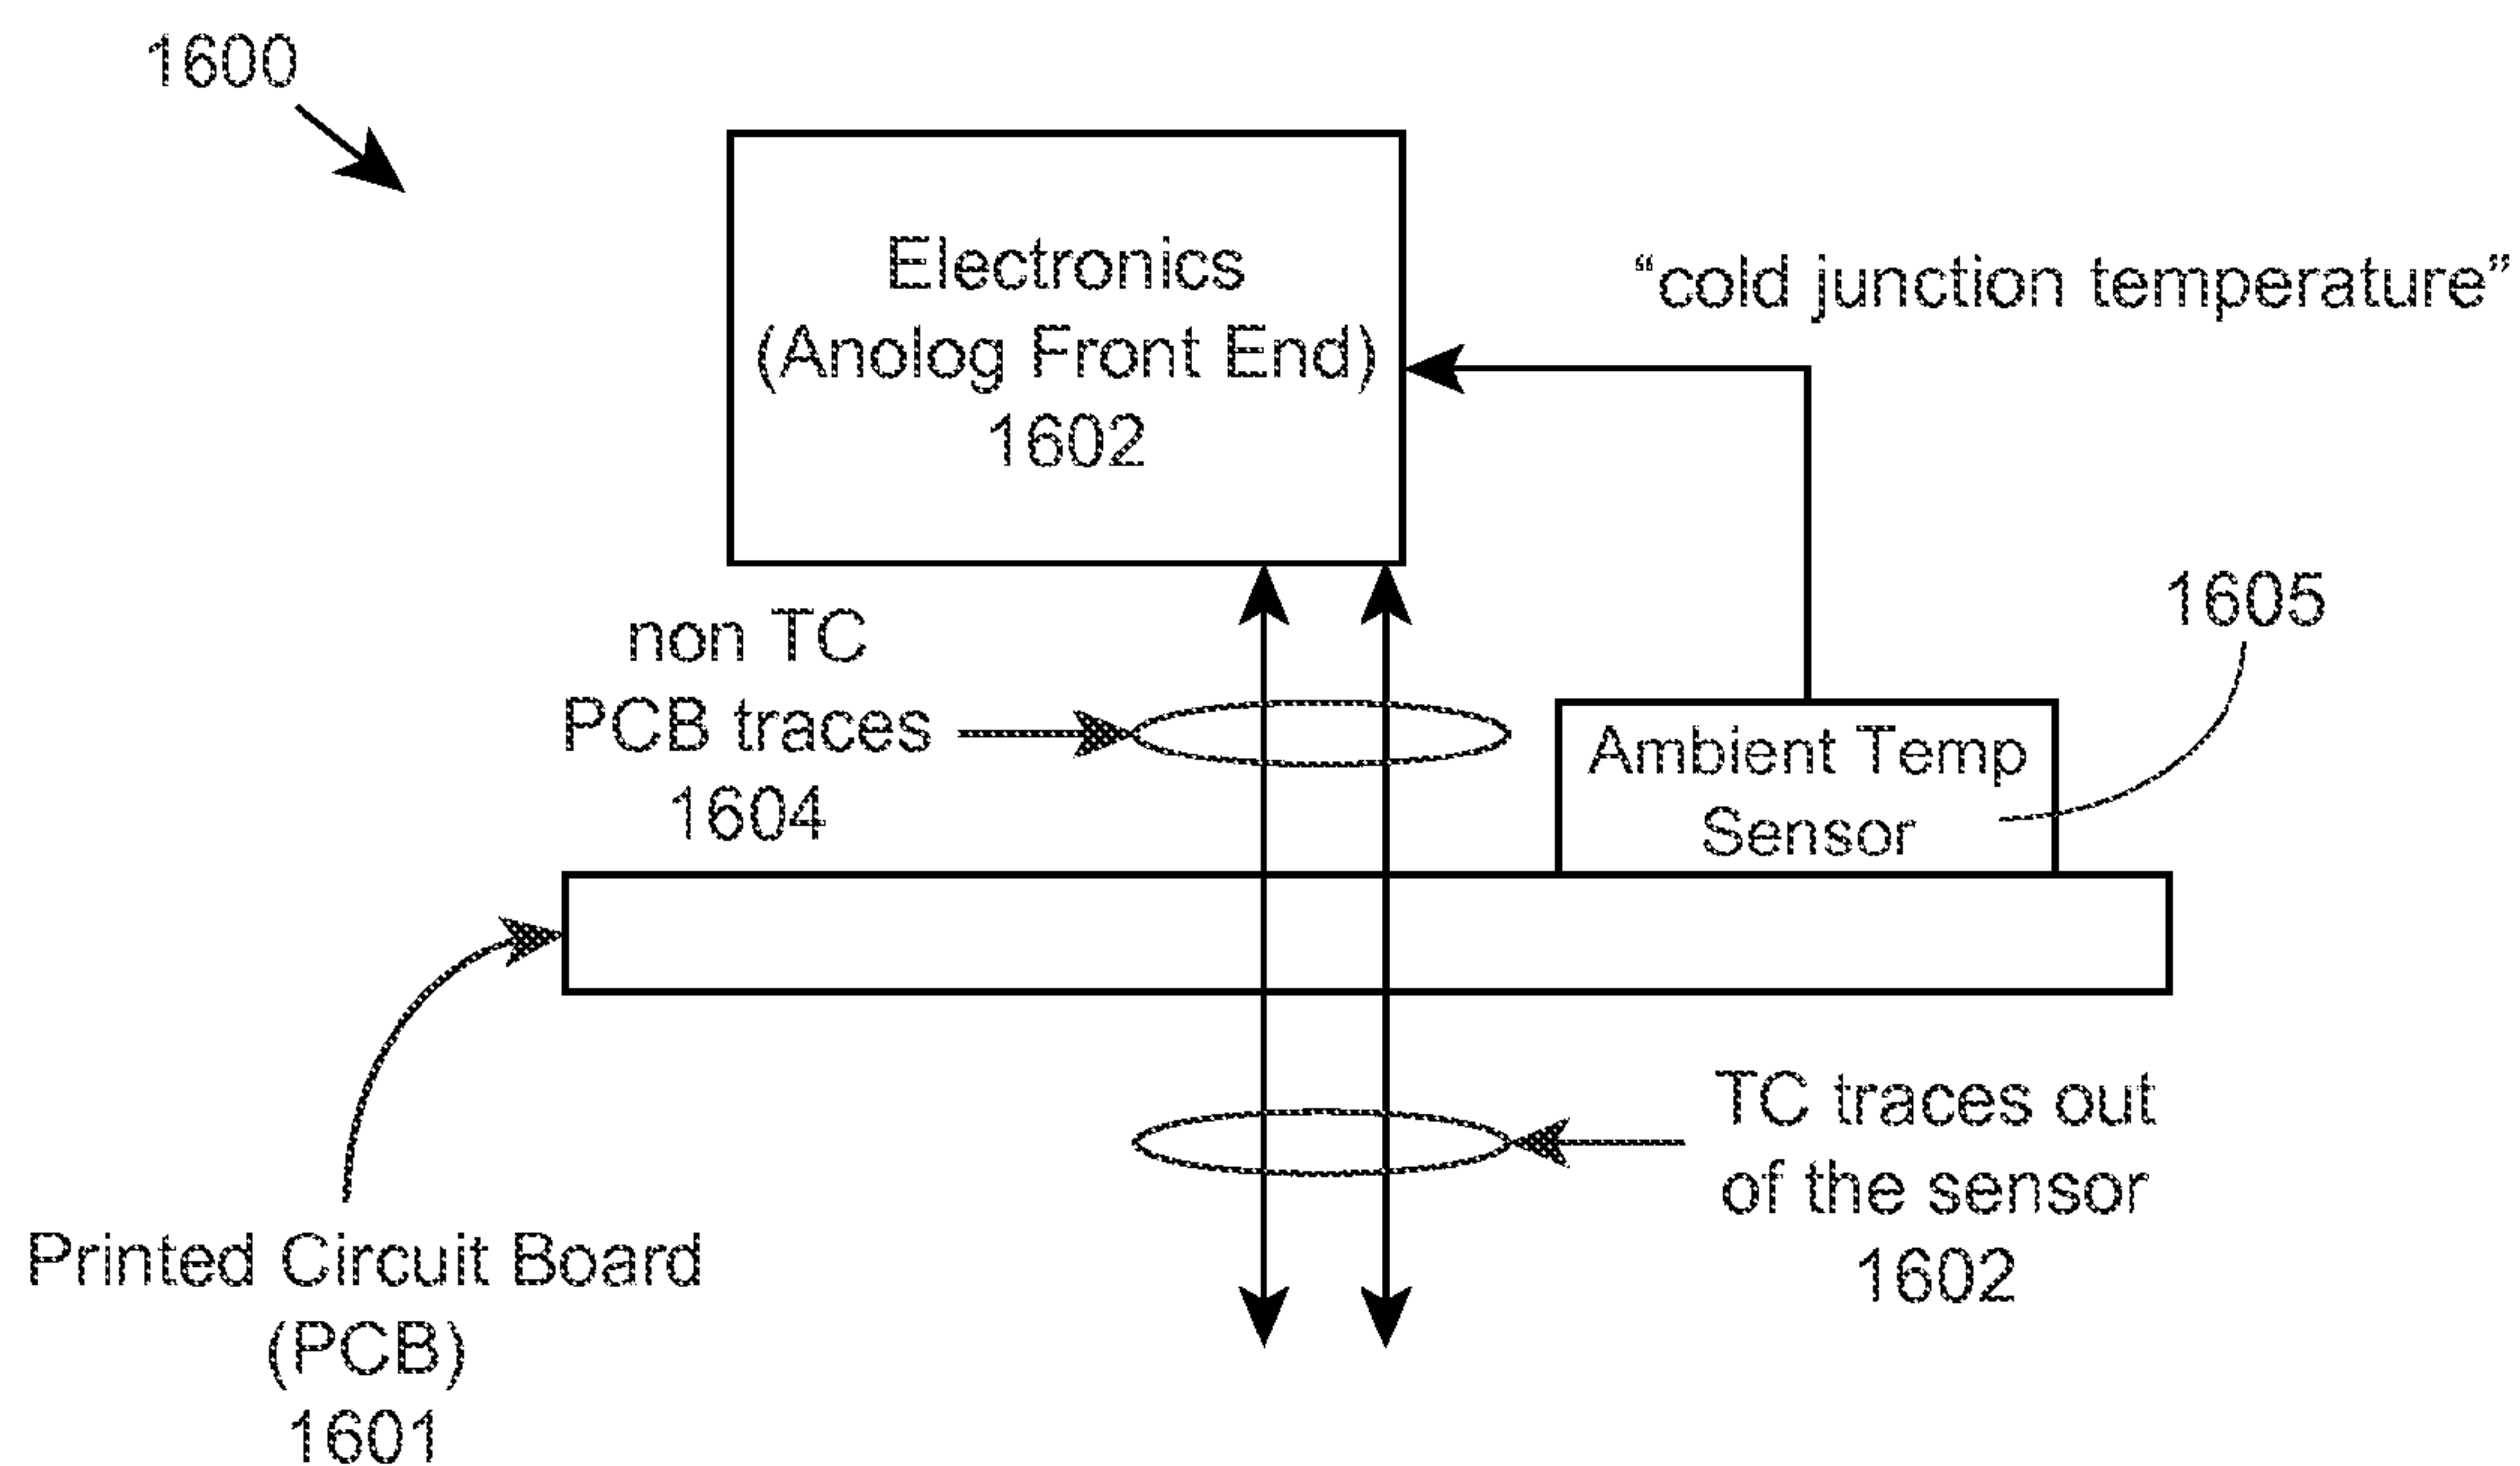 1600
Electronics
(Anolog Front End)
1602
“cold junction temperature”
non TC
PCB traces
1604
1605
Ambient Temp
Sensor
TC traces out
of the sensor
1602
Printed Circuit Board
(PCB)
1601